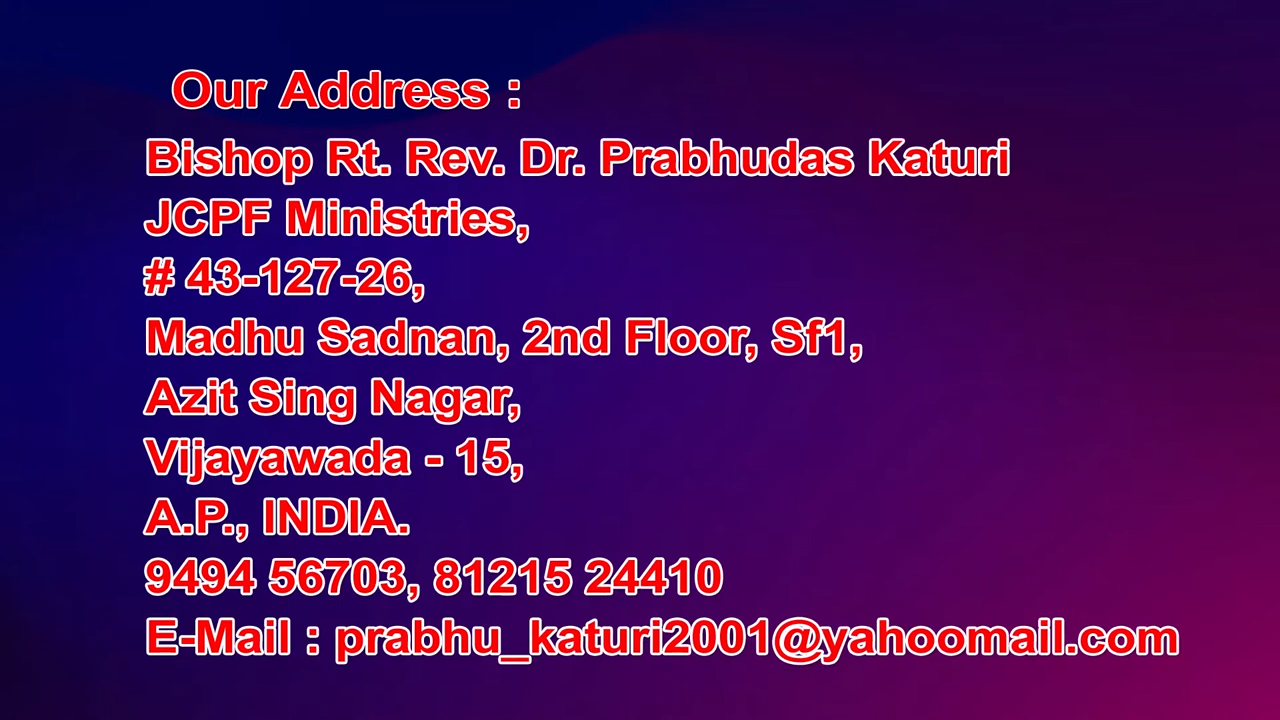 Our Address :
Bishop Rt. Rev. Dr. Prabhudas Katuri
JCPF Ministries,
# 43-127-26,
Madhu Sadnan, 2nd Floor, Sf1,
Azit Sing Nagar,
Vijayawada - 15,
A.P., INDIA.
9494 56703, 81215 24410
E-Mail : prabhu_katuri2001@yahoomail.com